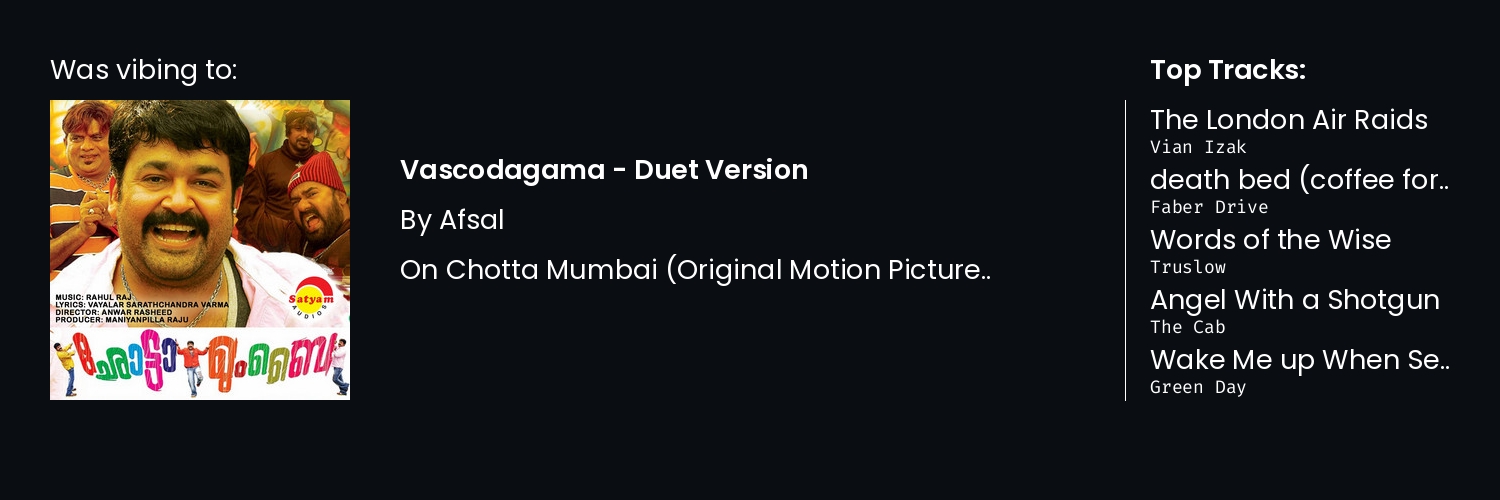 Was vibing to:
MUSIC: RAHUL RAJ
LYRICS: VAYALAR SARATHCHANDRA VARMA
DIRECTOR: ANWAR RASHEED
PRODUCER: MANIYANPILLA RAJU
Satyam
AUDIOS
ഛോട്ടാ മുംബൈ
Vascodagama - Duet Version
By Afsal
On Chotta Mumbai (Original Motion Picture..
Top Tracks:
The London Air Raids
Vian Izak
death bed (coffee for..
Faber Drive
Words of the Wise
Truslow
Angel With a Shotgun
The Cab
Wake Me up When Se..
Green Day